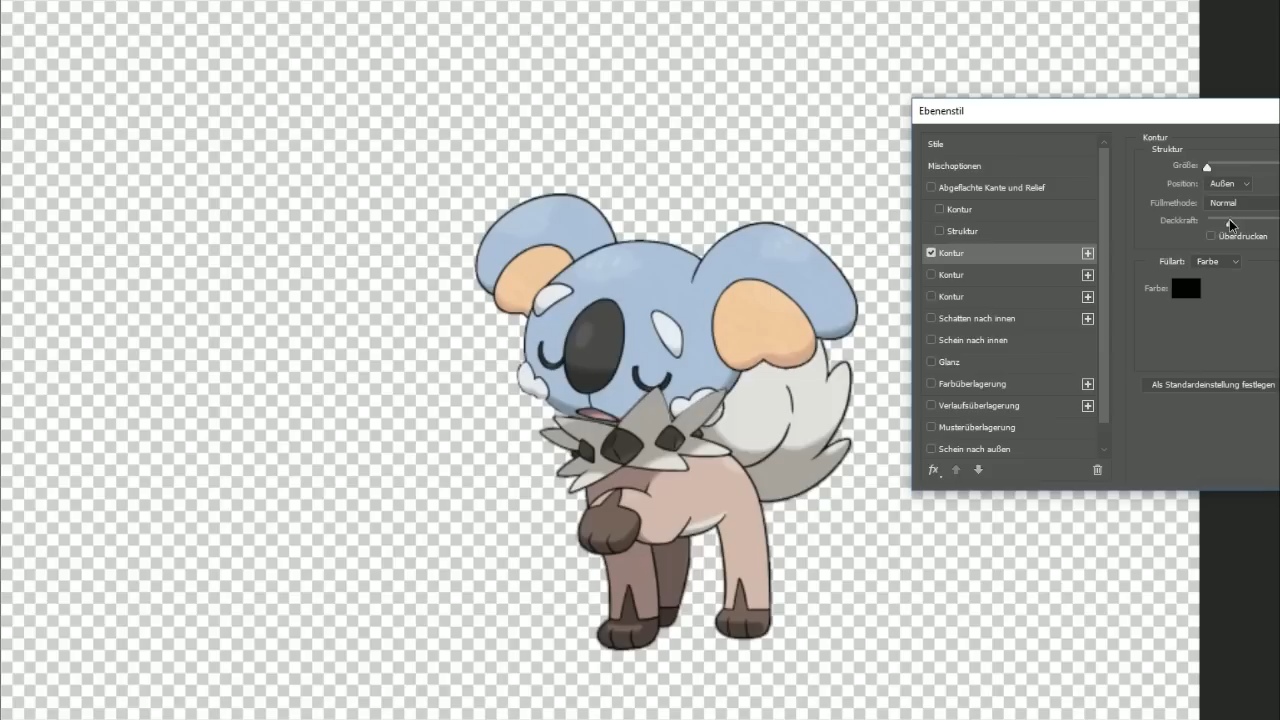 Ebenenstil
Stile
Mischoptionen
Abgeflachte Kante und Relief
Kontur
Struktur
Kontur
Kontur
Kontur
Schatten nach innen
Schein nach innen
Glanz
Farbüberlagerung
Verlaufsüberlagerung
Musterüberlagerung
Schein nach außen
fx
Kontur
Struktur
Größe:
Position: Außen
Füllmethode: Normal
Deckkraft:
Überdrucken
Füllart: Farbe
Farbe:
Als Standardeinstellung festlegen